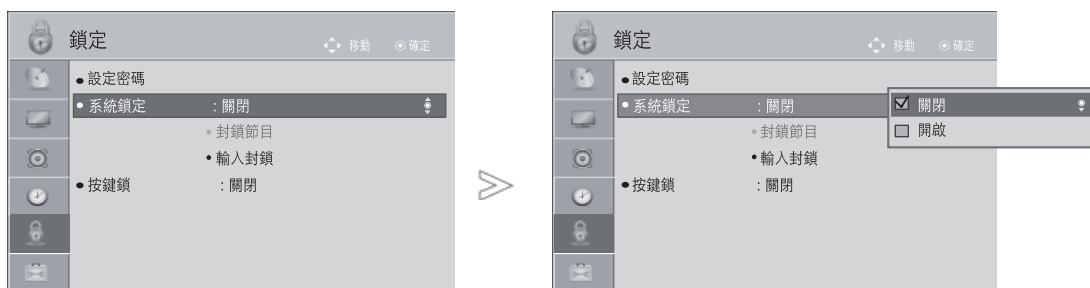 鎖定
移動 確定
● 設定密碼
● 系統鎖定 : 關閉
● 封鎖節目
● 輸入封鎖
● 按鍵鎖 : 關閉
>>
鎖定
移動 確定
● 設定密碼
● 系統鎖定 : 關閉
● 封鎖節目
● 輸入封鎖
● 按鍵鎖 : 關閉
關閉
開啟